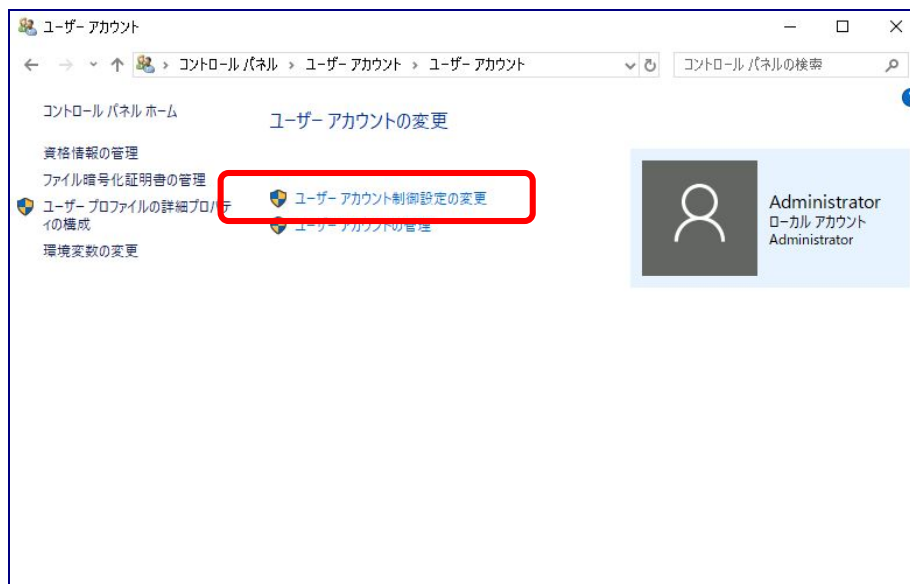 ユーザー アカウント
コントロール パネル › ユーザー アカウント › ユーザー アカウント
コントロール パネルの検索
コントロール パネル ホーム
資格情報の管理
ファイル暗号化証明書の管理
ユーザー プロファイルの詳細プロパテ
ィの構成
環境変数の変更
ユーザー アカウントの変更
ユーザー アカウント制御設定の変更
ユーザー アカウントの管理
Administrator
ローカル アカウント
Administrator